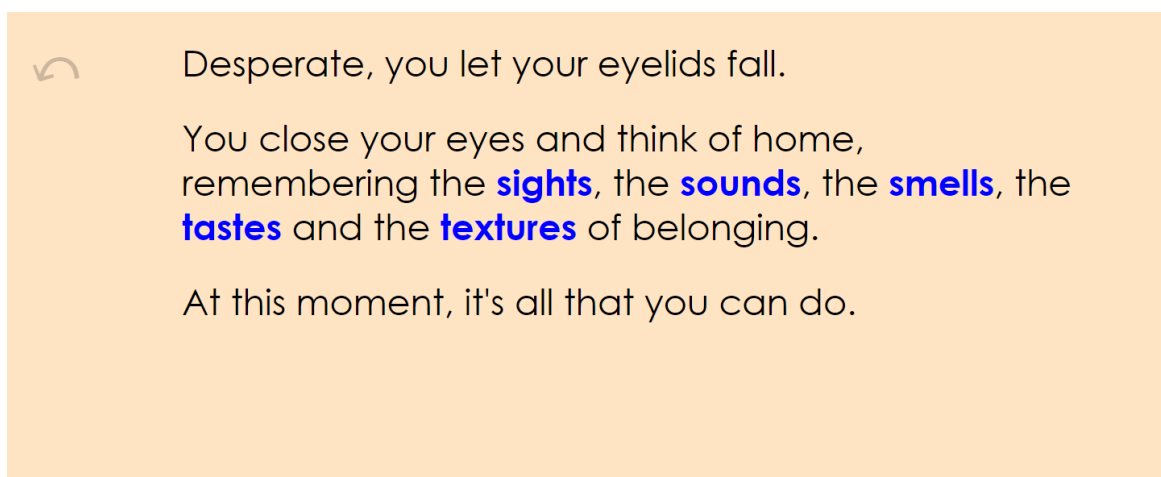 Desperate, you let your eyelids fall.
You close your eyes and think of home,
remembering the sights, the sounds, the smells, the
tastes and the textures of belonging.
At this moment, it's all that you can do.